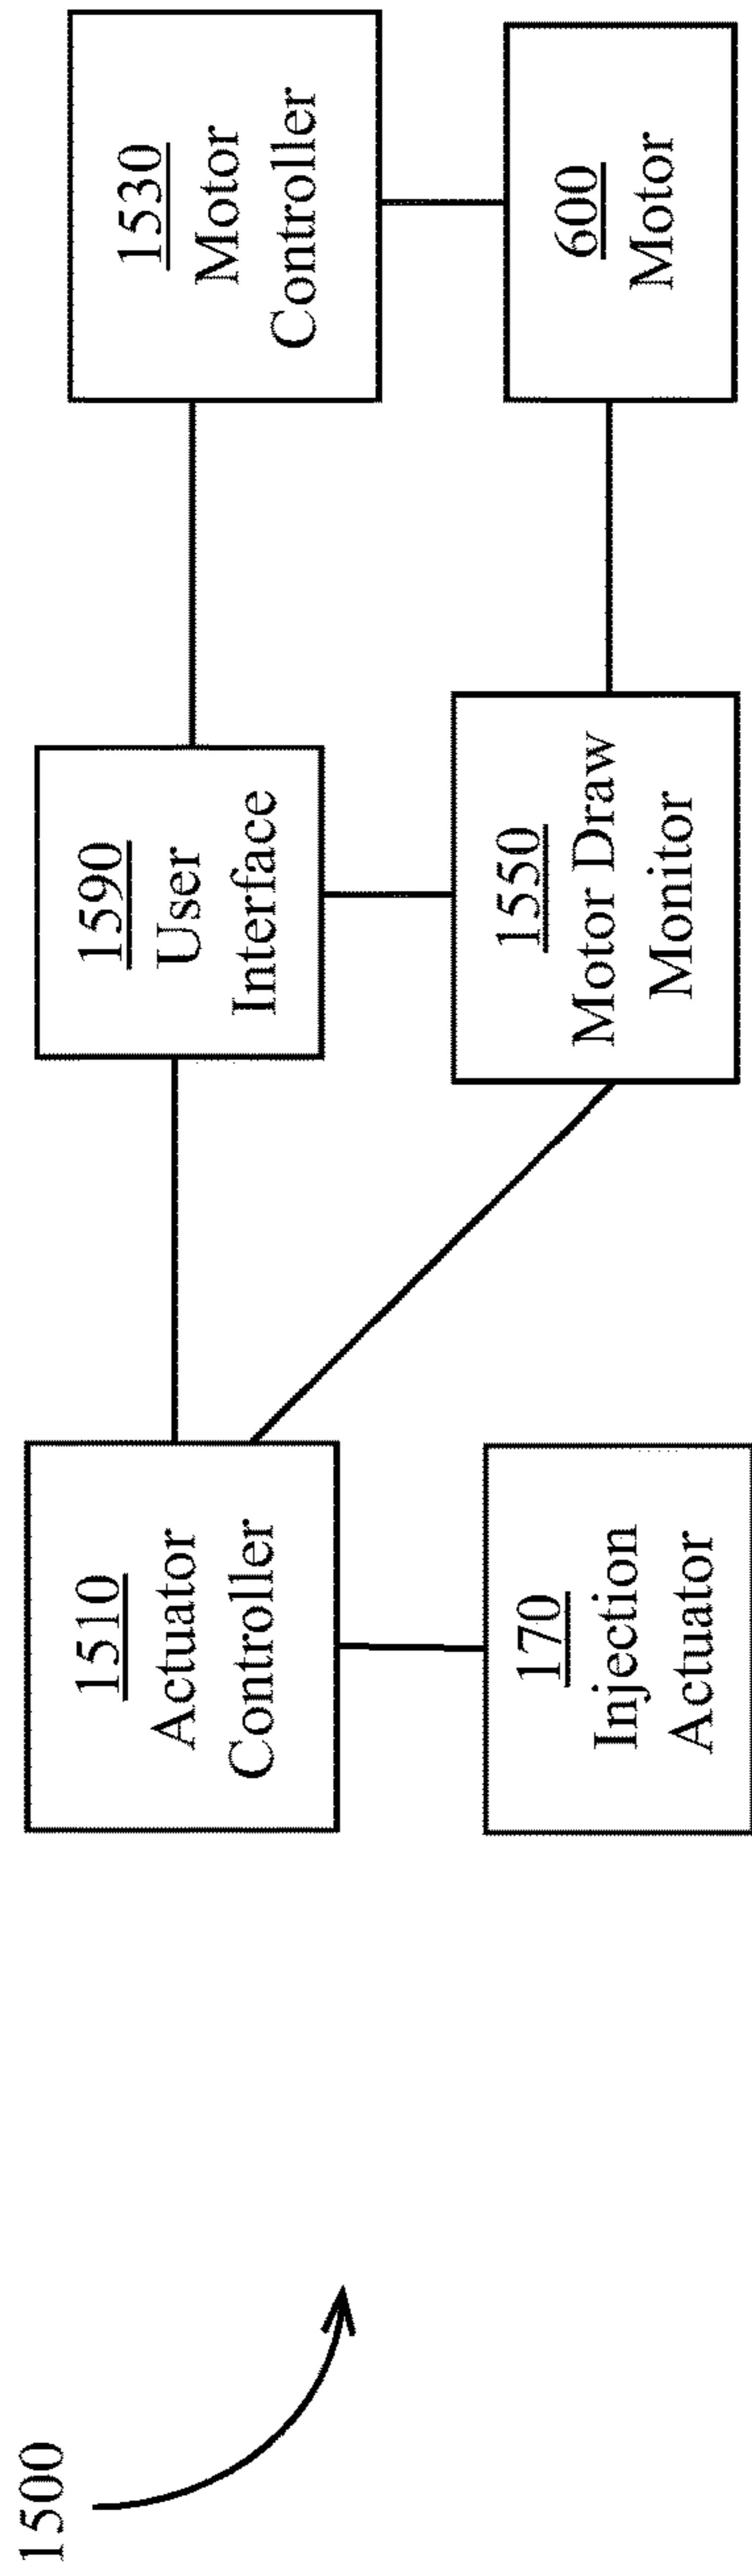 1500
1510
Actuator
Controller
170
Injection
Actuator
1590
User
Interface
1550
Motor Draw
Monitor
1530
Motor
Controller
600
Motor